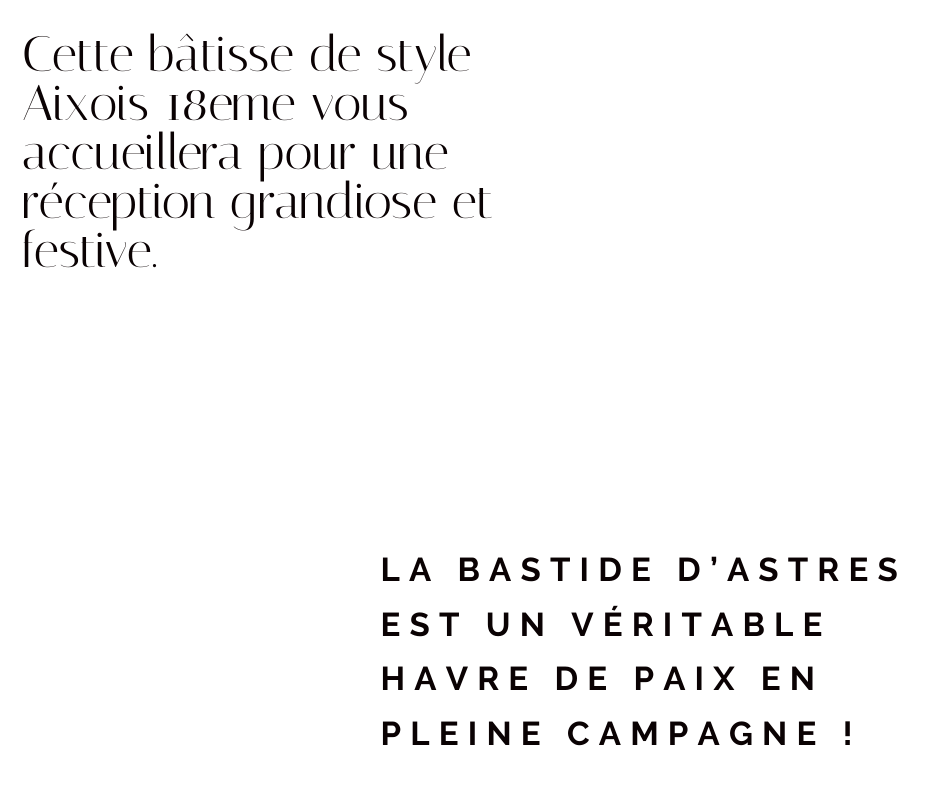 Cette bâtisse de style
Aixois 18eme vous
accueillera pour une
réception grandiose et
festive.
LA BASTIDE D’ASTRES
EST UN VÉRITABLE
HAVRE DE PAIX EN
PLEINE CAMPAGNE !